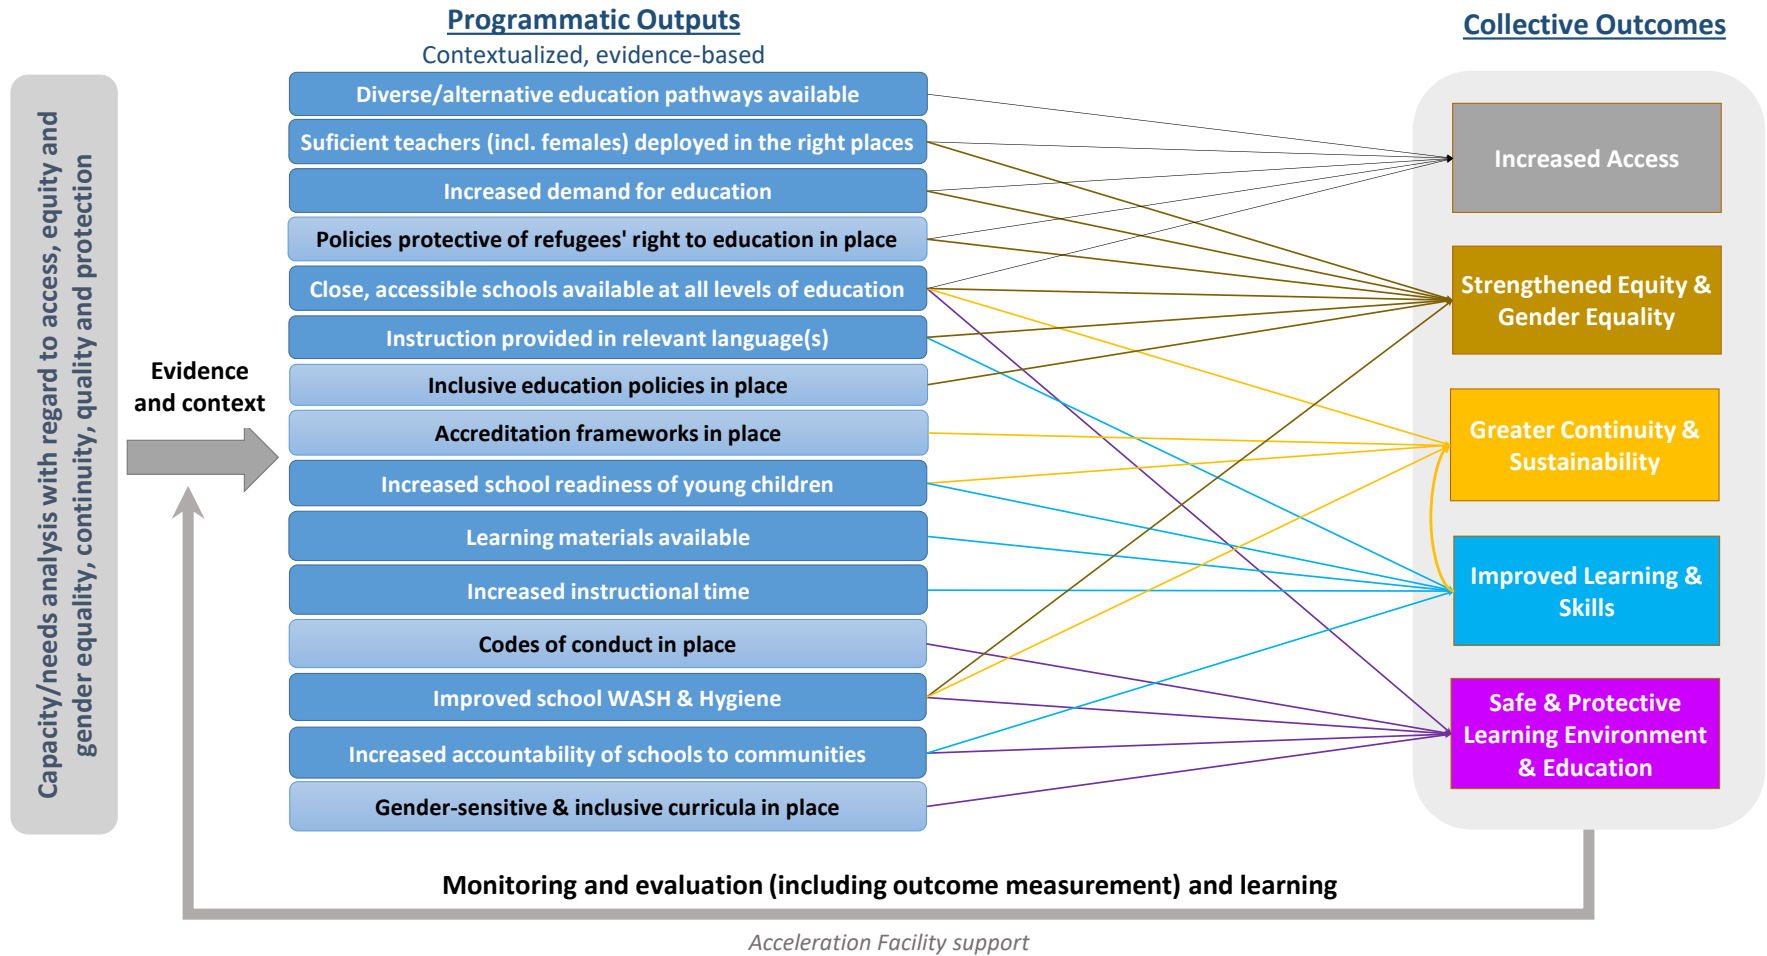 Programmatic Outputs
Contextualized, evidence-based
Collective Outcomes
Capacity/needs analysis with regard to access, equity and
gender equality, continuity, quality and protection
Evidence
and context
Diverse/alternative education pathways available
Suficient teachers (incl. females) deployed in the right places
Increased demand for education
Policies protective of refugees' right to education in place
Close, accessible schools available at all levels of education
Instruction provided in relevant language(s)
Inclusive education policies in place
Accreditation frameworks in place
Increased school readiness of young children
Learning materials available
Increased instructional time
Codes of conduct in place
Improved school WASH & Hygiene
Increased accountability of schools to communities
Gender-sensitive & inclusive curricula in place
Increased Access
Strengthened Equity &
Gender Equality
Greater Continuity &
Sustainability
Improved Learning &
Skills
Safe & Protective
Learning Environment
& Education
Monitoring and evaluation (including outcome measurement) and learning
Acceleration Facility support